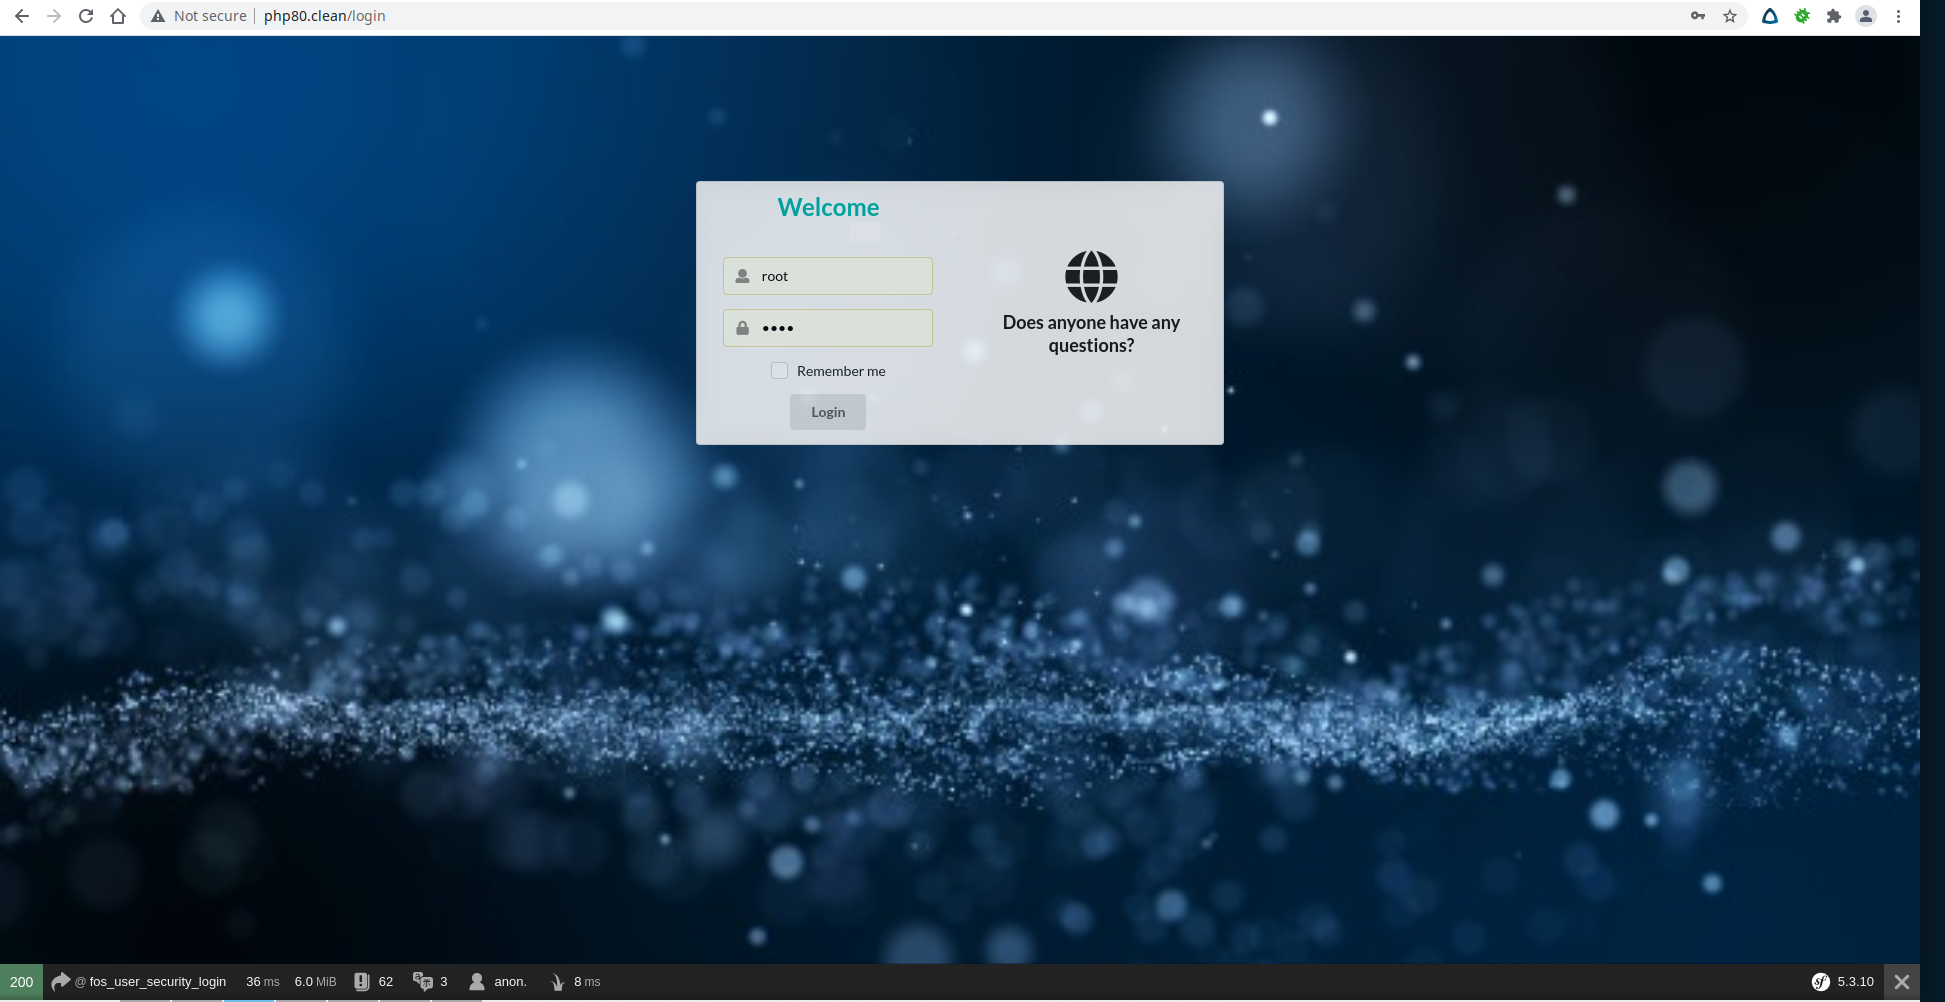 Not secure php80.clean/login
Welcome
root
••••
Remember me
Login
Does anyone have any
questions?
200 @ fos_user_security_login 36 ms 6.0 MiB 62 3 anon. 8 ms sf 5.3.10